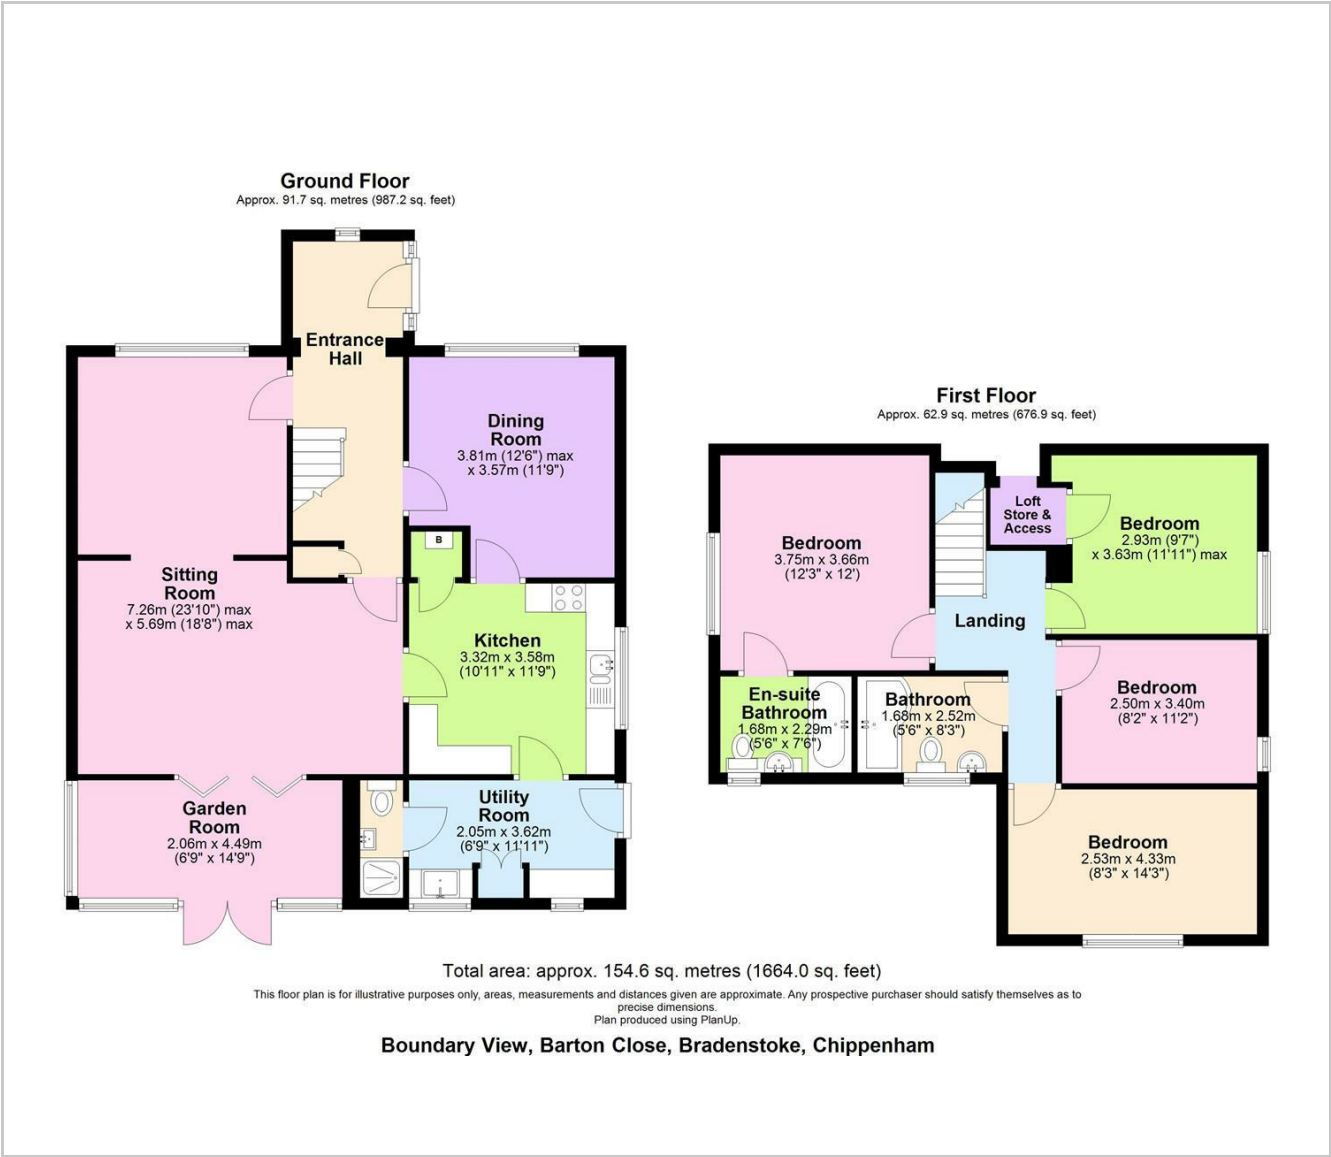 Ground Floor
Approx. 91.7 sq. metres (987.2 sq. feet)
Entrance
Hall
Dining
Room
3.81m (12'6") max
x 3.57m (11'9")
B
Sitting
Room
7.26m (23'10") max
x 5.69m (18'8") max
Kitchen
3.32m x 3.58m
(10'11" x 11'9")
Garden
Room
2.06m x 4.49m
(6'9" x 14'9")
Utility
Room
2.05m x 3.62m
(6'9" x 11'11")
First Floor
Approx. 62.9 sq. metres (676.9 sq. feet)
Bedroom
3.75m x 3.66m
(12'3" x 12')
Loft
Store &
Access
Bedroom
2.93m (9'7")
x 3.63m (11'11") max
Landing
En-suite
Bathroom
1.68m x 2.29m
(5'6" x 7'6")
Bathroom
1.68m x 2.52m
(5'6" x 8'3")
Bedroom
2.50m x 3.40m
(8'2" x 11'2")
Bedroom
2.53m x 4.33m
(8'3" x 14'3")
Total area: approx. 154.6 sq. metres (1664.0 sq. feet)
This floor plan is for illustrative purposes only, areas, measurements and distances given are approximate. Any prospective purchaser should satisfy themselves as to
precise dimensions.
Plan produced using PlanUp.
Boundary View, Barton Close, Bradenstoke, Chippenham